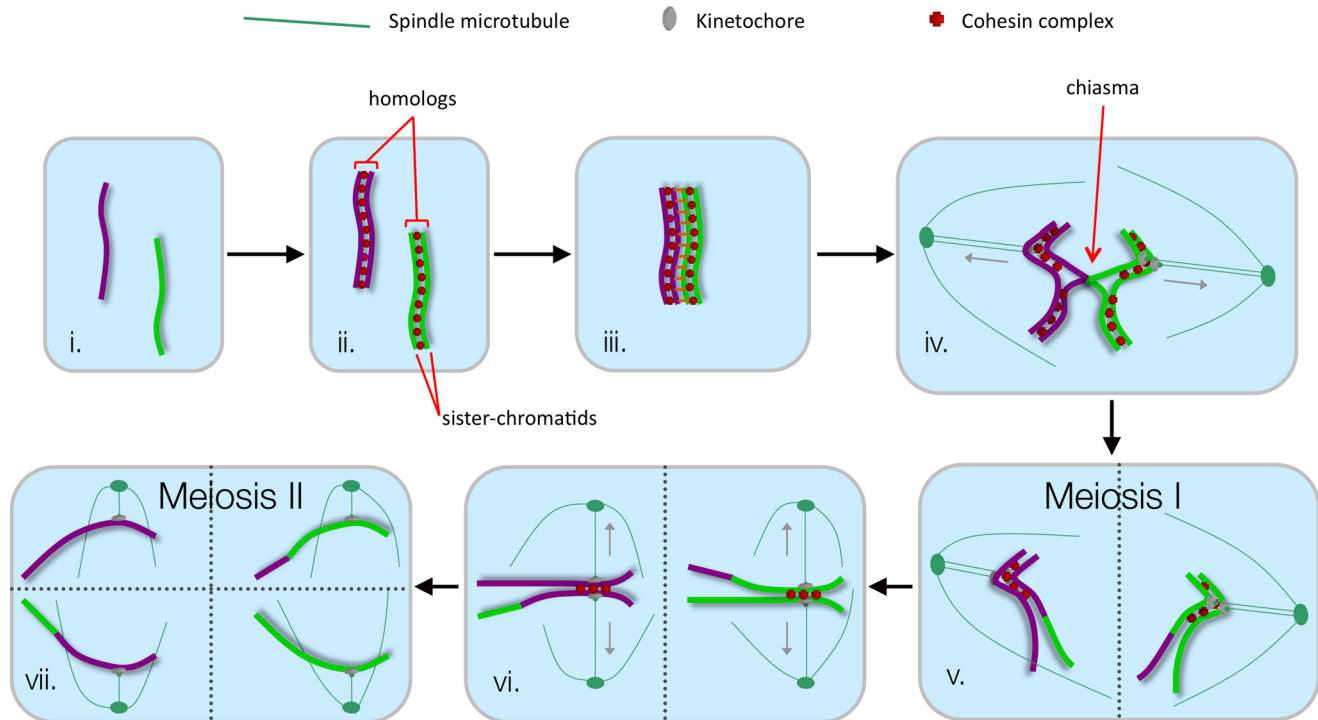 Spindle microtubule
Kinetochore
Cohesin complex
homologs
chiasma
i.
ii.
iii.
iv.
sister-chromatids
Meiosis II
Meiosis I
vii.
vi.
v.